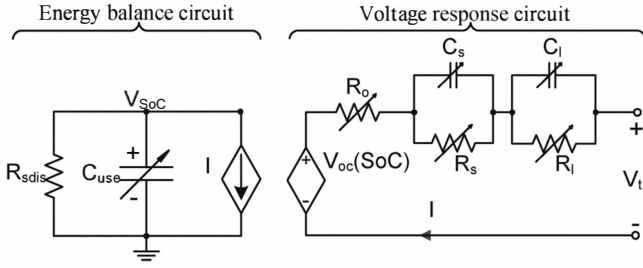 Energy balance circuit
Voltage response circuit
V_SoC
R_sdis
+
C_use
-
I
+
-
V_oc(SoC)
R_o
C_s
R_s
C_l
R_l
+
V_t
-
I